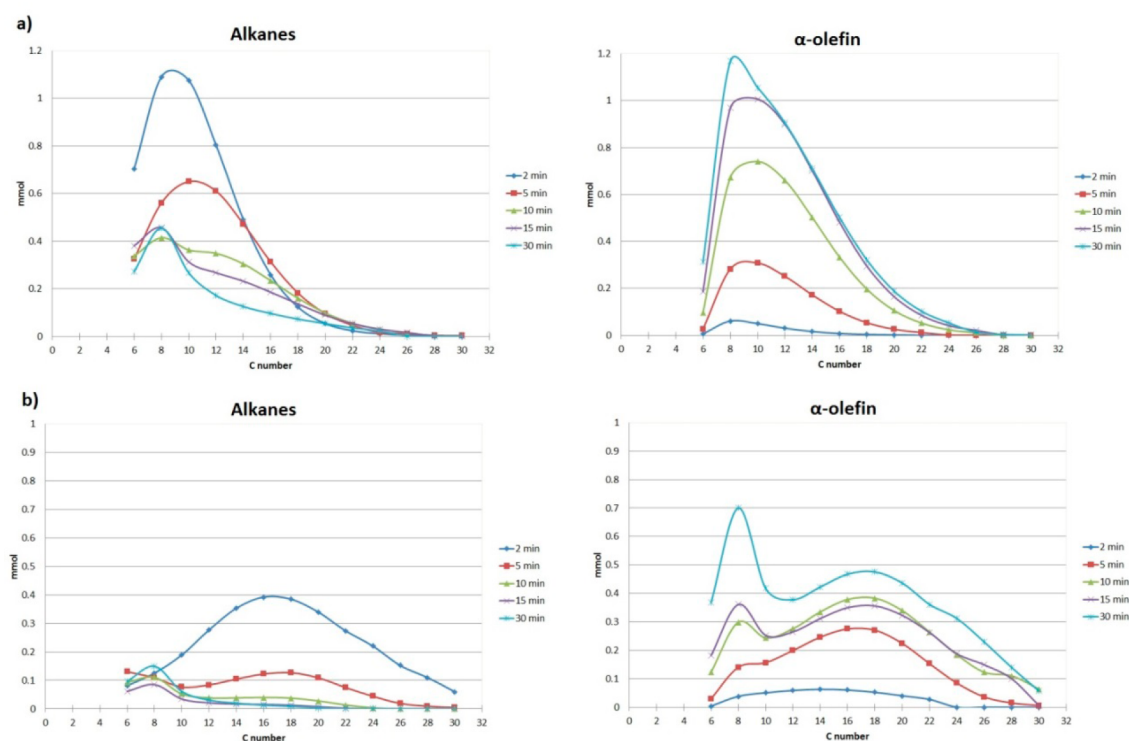 a)
Alkanes
1.2
1
0.8
0.6
0.4
0.2
0
mmol
0 2 4 6 8 10 12 14 16 18 20 22 24 26 28 30 32
C number
2 min
5 min
10 min
15 min
30 min
α-olefin
1.2
1
0.8
0.6
0.4
0.2
0
mmol
0 2 4 6 8 10 12 14 16 18 20 22 24 26 28 30 32
C number
2 min
5 min
10 min
15 min
30 min
b)
Alkanes
1
0.9
0.8
0.7
0.6
0.5
0.4
0.3
0.2
0.1
0
mmol
0 2 4 6 8 10 12 14 16 18 20 22 24 26 28 30 32
C number
2 min
5 min
10 min
15 min
30 min
α-olefin
1
0.9
0.8
0.7
0.6
0.5
0.4
0.3
0.2
0.1
0
mmol
0 2 4 6 8 10 12 14 16 18 20 22 24 26 28 30 32
C number
2 min
5 min
10 min
15 min
30 min